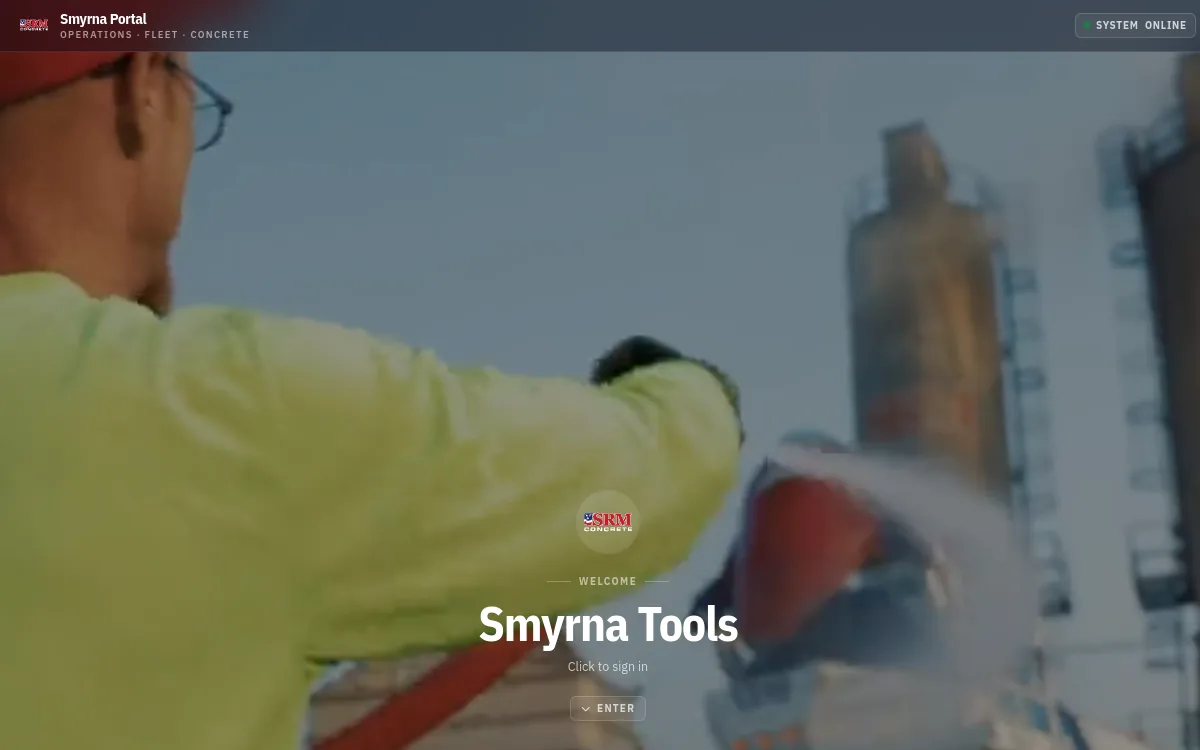 SRM
CONCRETE
Smyrna Portal
OPERATIONS · FLEET · CONCRETE
SYSTEM ONLINE
SRM
CONCRETE
WELCOME
Smyrna Tools
Click to sign in
ENTER